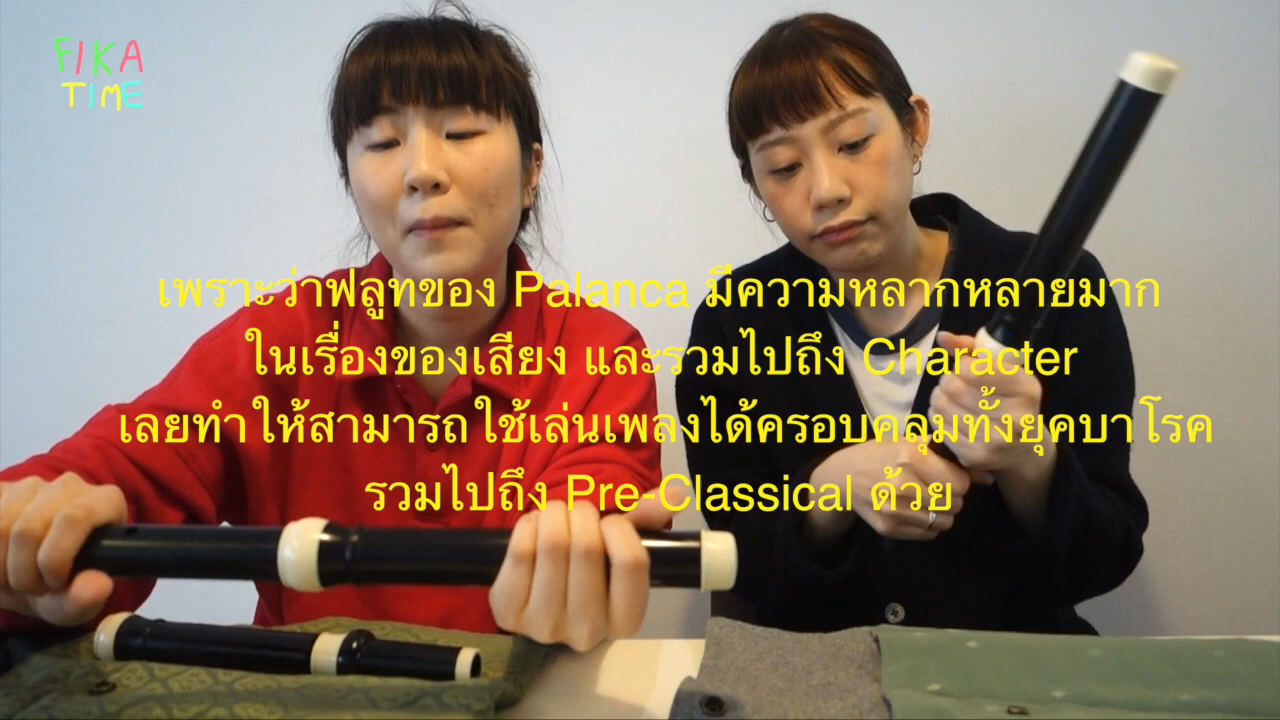 FIKA
TIME
เพราะว่าฟลูทของ Palanca มีความหลากหลายมาก
ในเรื่องของเสียง และรวมไปถึง Character
เลยทำให้สามารถใช้เล่นเพลงได้ครอบคลุมทั้งยุคบาโรค
รวมไปถึง Pre-Classical ด้วย